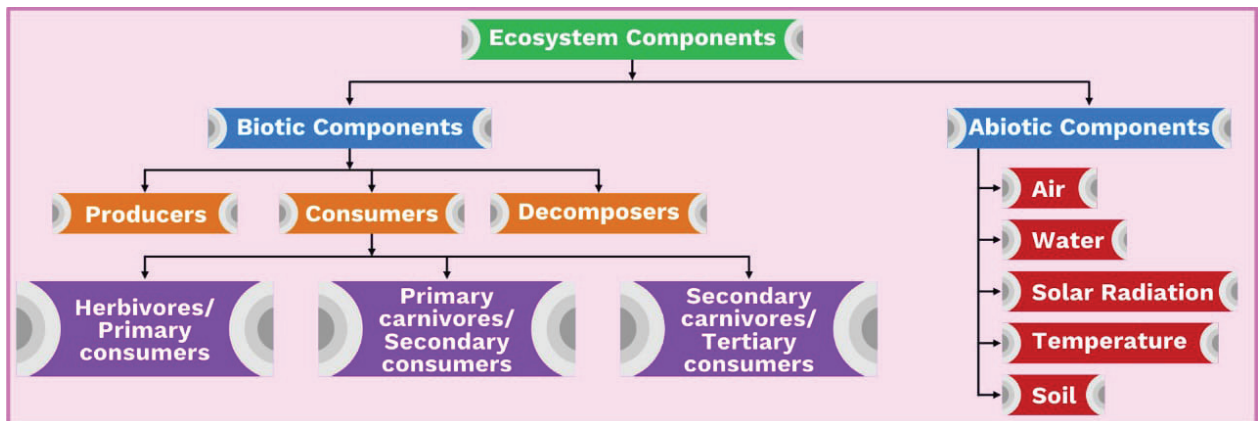 Ecosystem Components
Biotic Components
Abiotic Components
Producers
Consumers
Decomposers
Herbivores/
Primary
consumers
Primary
carnivores/
Secondary
consumers
Secondary
carnivores/
Tertiary
consumers
Air
Water
Solar Radiation
Temperature
Soil